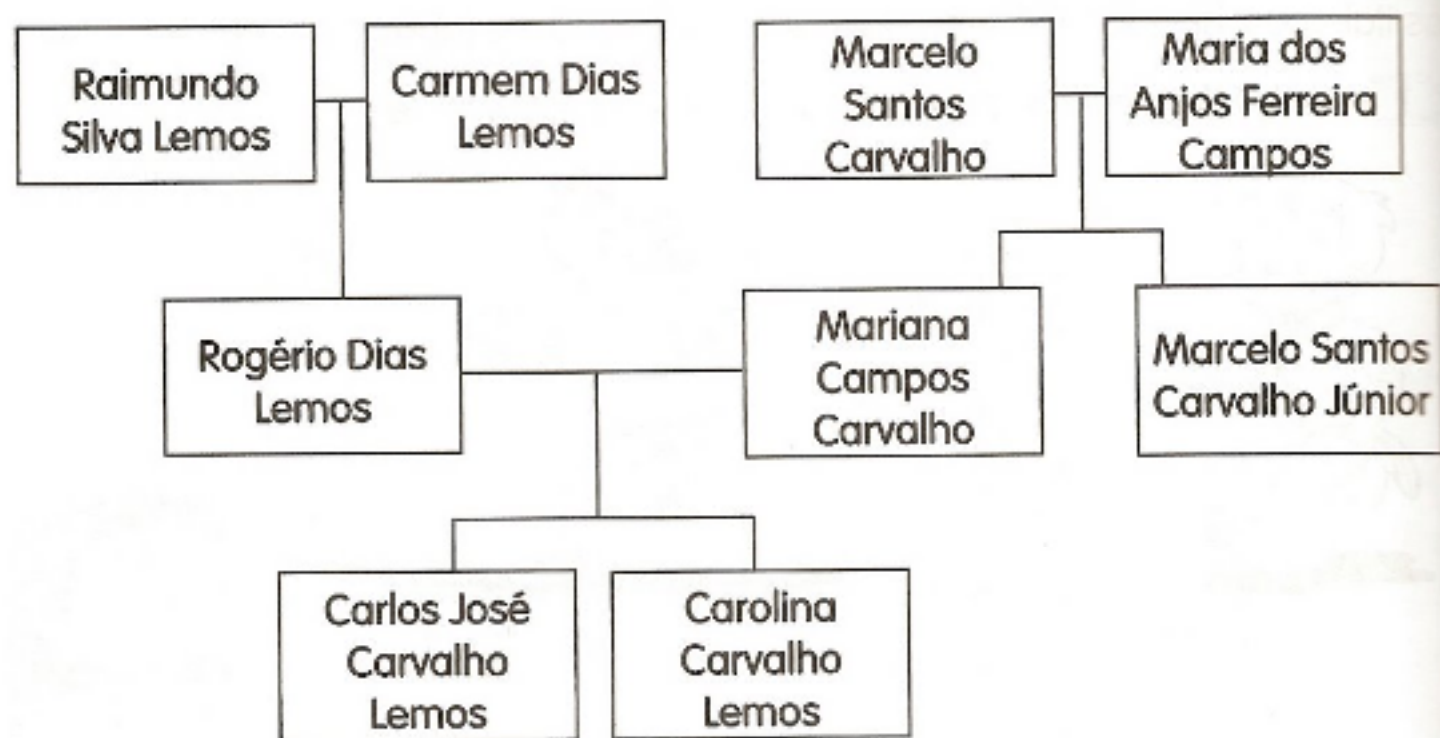 Raimundo
Silva Lemos
Carmem Dias
Lemos
Marcelo
Santos
Carvalho
Maria dos
Anjos Ferreira
Campos
Rogério Dias
Lemos
Mariana
Campos
Carvalho
Marcelo Santos
Carvalho Júnior
Carlos José
Carvalho
Lemos
Carolina
Carvalho
Lemos